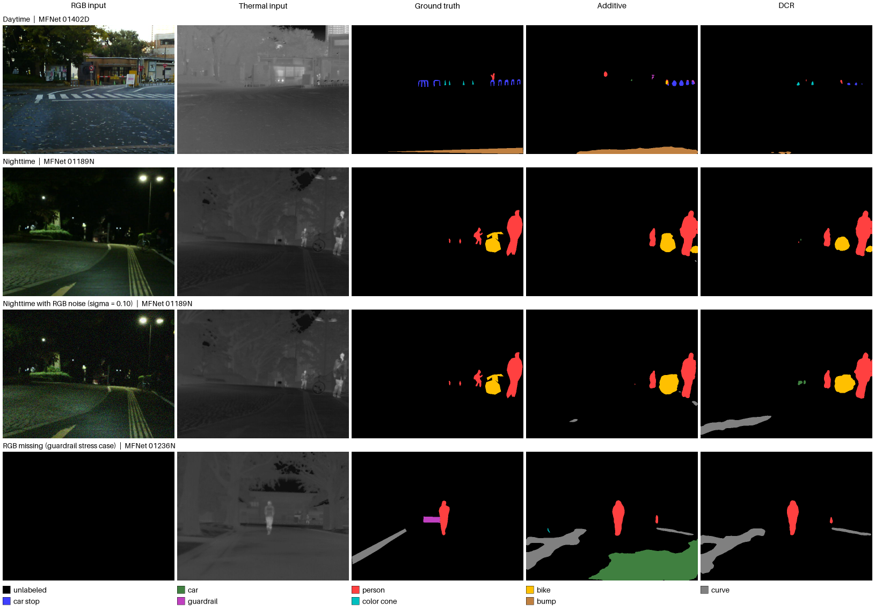 RGB input Thermal input Ground truth Additive DCR
Daytime | MFNet 01402D
Nighttime | MFNet 01189N
Nighttime with RGB noise (sigma = 0.10) | MFNet 01189N
RGB missing (guardrail stress case) | MFNet 01236N
unlabeled car person bike curve
car stop guardrail color cone bump